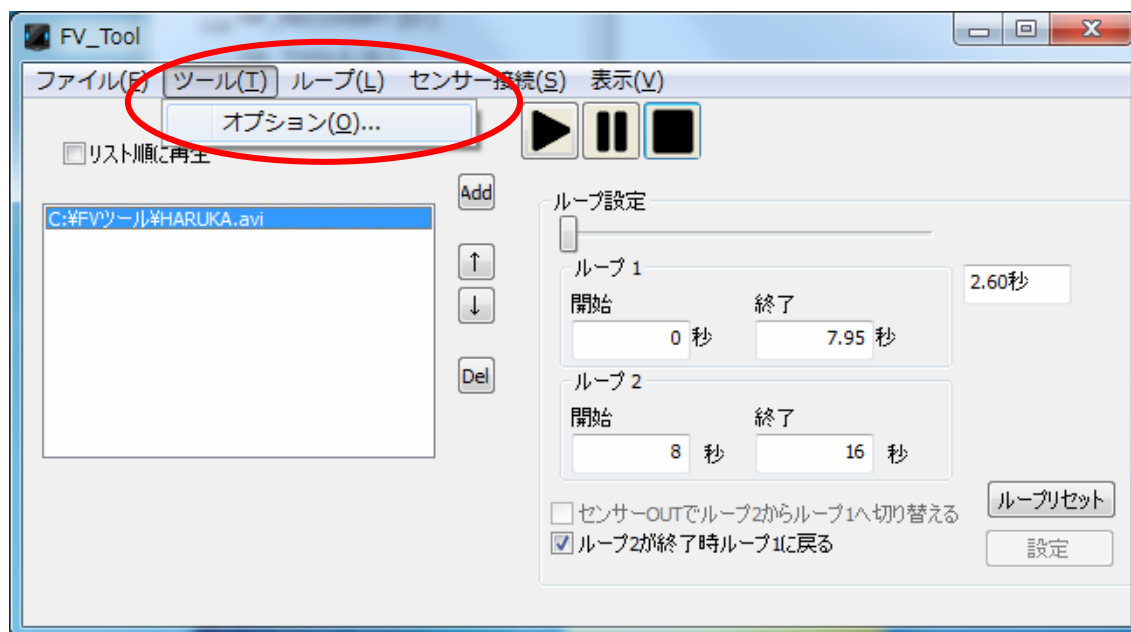 FV_Tool
ファイル(F) ツール(T) ループ(L) センサー接続(S) 表示(V)
オプション(O)...
リスト順に再生
C:¥FVツール¥HARUKA.avi
Add
↑
↓
Del
ループ設定
ループ 1
2.60秒
開始 終了
0 秒 7.95 秒
ループ 2
開始 終了
8 秒 16 秒
センサーOUTでループ2からループ1へ切り替える
ループ2が終了時ループ1に戻る
ループリセット
設定